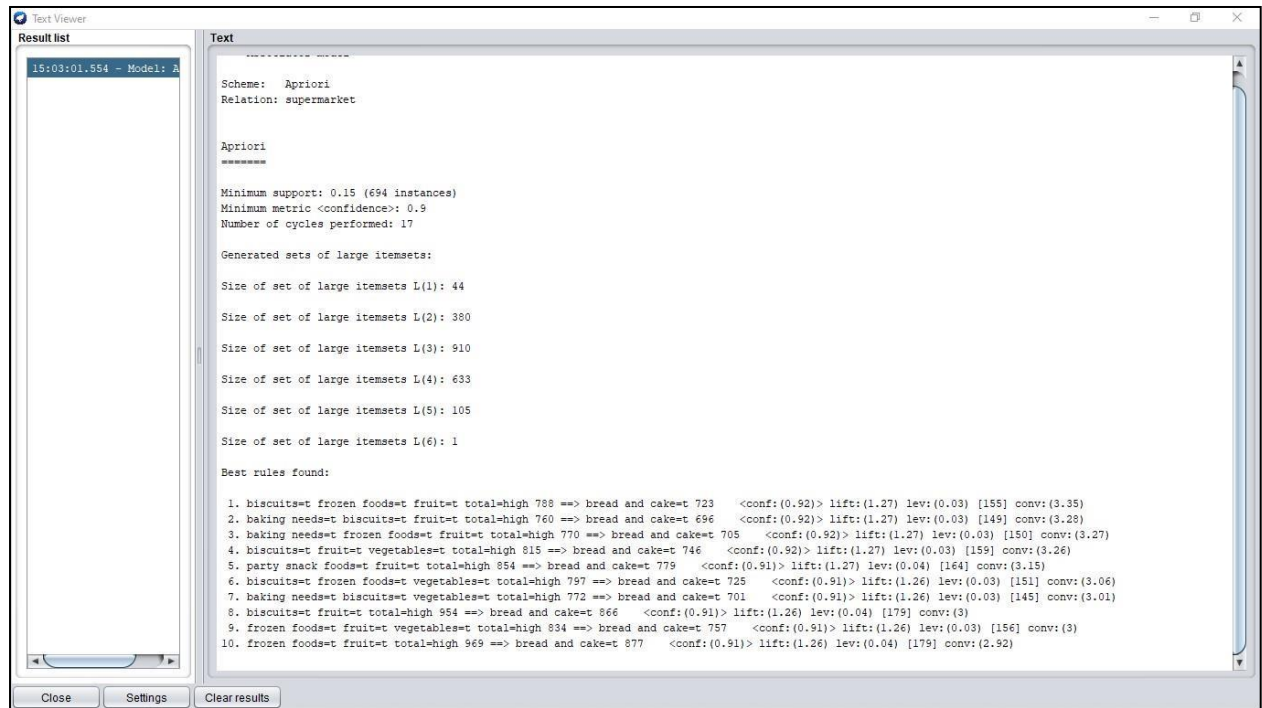 Text Viewer
Result list
Text
15:03:01.554 - Model: A
Scheme: Apriori
Relation: supermarket
Apriori
=======
Minimum support: 0.15 (694 instances)
Minimum metric <confidence>: 0.9
Number of cycles performed: 17
Generated sets of large itemsets:
Size of set of large itemsets L(1): 44
Size of set of large itemsets L(2): 380
Size of set of large itemsets L(3): 910
Size of set of large itemsets L(4): 633
Size of set of large itemsets L(5): 105
Size of set of large itemsets L(6): 1
Best rules found:
1. biscuits=t frozen foods=t fruit=t total=high 788 ==> bread and cake=t 723 <conf:(0.92)> lift:(1.27) lev:(0.03) [155] conv:(3.35)
2. baking needs=t biscuits=t fruit=t total=high 760 ==> bread and cake=t 696 <conf:(0.92)> lift:(1.27) lev:(0.03) [149] conv:(3.28)
3. baking needs=t frozen foods=t fruit=t total=high 770 ==> bread and cake=t 705 <conf:(0.92)> lift:(1.27) lev:(0.03) [150] conv:(3.27)
4. biscuits=t fruit=t vegetables=t total=high 815 ==> bread and cake=t 746 <conf:(0.92)> lift:(1.27) lev:(0.03) [159] conv:(3.26)
5. party snack foods=t fruit=t total=high 854 ==> bread and cake=t 779 <conf:(0.91)> lift:(1.27) lev:(0.04) [164] conv:(3.15)
6. biscuits=t frozen foods=t vegetables=t total=high 797 ==> bread and cake=t 725 <conf:(0.91)> lift:(1.26) lev:(0.03) [151] conv:(3.06)
7. baking needs=t biscuits=t vegetables=t total=high 772 ==> bread and cake=t 701 <conf:(0.91)> lift:(1.26) lev:(0.03) [145] conv:(3.01)
8. biscuits=t fruit=t total=high 954 ==> bread and cake=t 866 <conf:(0.91)> lift:(1.26) lev:(0.04) [179] conv:(3)
9. frozen foods=t fruit=t vegetables=t total=high 834 ==> bread and cake=t 757 <conf:(0.91)> lift:(1.26) lev:(0.03) [156] conv:(3)
10. frozen foods=t fruit=t total=high 969 ==> bread and cake=t 877 <conf:(0.91)> lift:(1.26) lev:(0.04) [179] conv:(2.92)
Close Settings Clear results